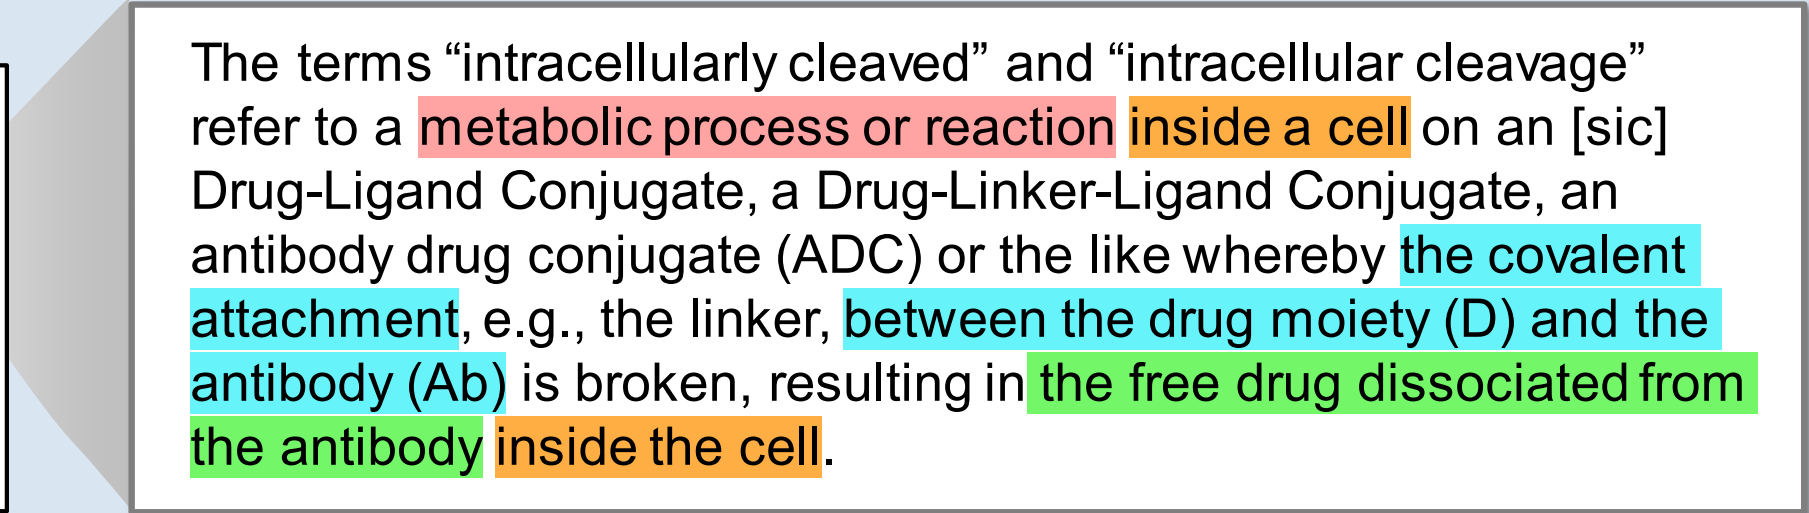 The terms “intracellularly cleaved” and “intracellular cleavage”
refer to a metabolic process or reaction inside a cell on an [sic]
Drug-Ligand Conjugate, a Drug-Linker-Ligand Conjugate, an
antibody drug conjugate (ADC) or the like whereby the covalent
attachment, e.g., the linker, between the drug moiety (D) and the
antibody (Ab) is broken, resulting in the free drug dissociated from
the antibody inside the cell.